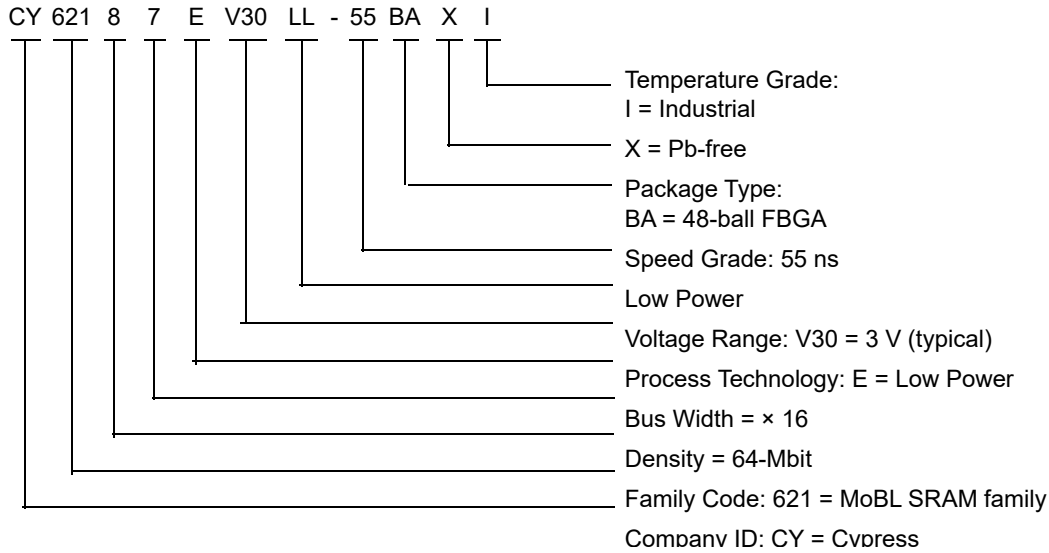 CY 621 8 7 E V30 LL - 55 BA X I
Temperature Grade:
I = Industrial
X = Pb-free
Package Type:
BA = 48-ball FBGA
Speed Grade: 55 ns
Low Power
Voltage Range: V30 = 3 V (typical)
Process Technology: E = Low Power
Bus Width = × 16
Density = 64-Mbit
Family Code: 621 = MoBL SRAM family
Company ID: CY = Cypress